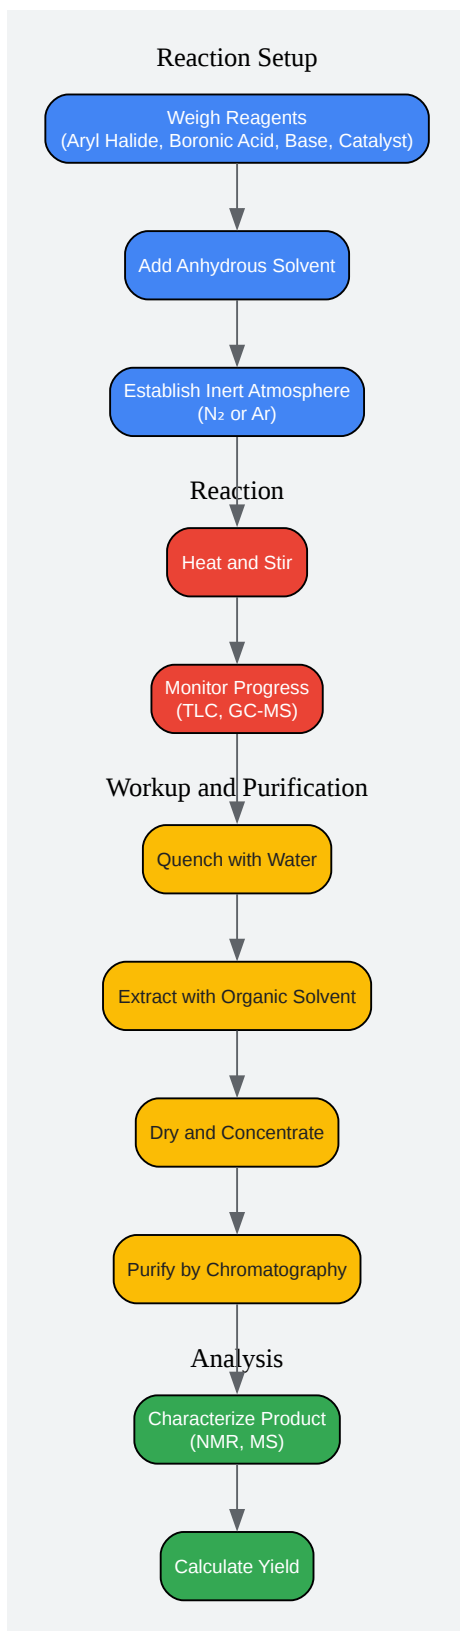 Reaction Setup
Weigh Reagents
(Aryl Halide, Boronic Acid, Base, Catalyst)
Add Anhydrous Solvent
Establish Inert Atmosphere
(N₂ or Ar)
Reaction
Heat and Stir
Monitor Progress
(TLC, GC-MS)
Workup and Purification
Quench with Water
Extract with Organic Solvent
Dry and Concentrate
Purify by Chromatography
Analysis
Characterize Product
(NMR, MS)
Calculate Yield